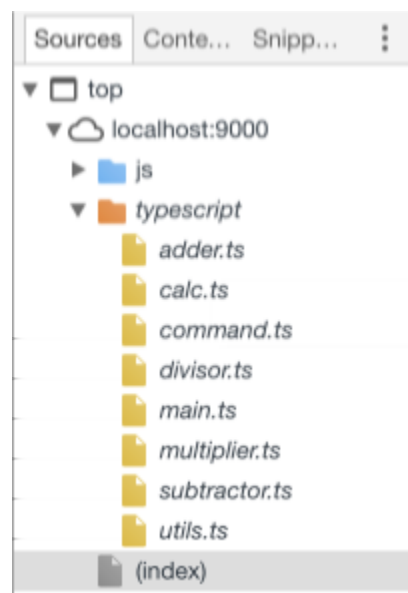 Sources Conte... Snipp...
top
localhost:9000
js
typescript
adder.ts
calc.ts
command.ts
divisor.ts
main.ts
multiplier.ts
subtractor.ts
utils.ts
(index)